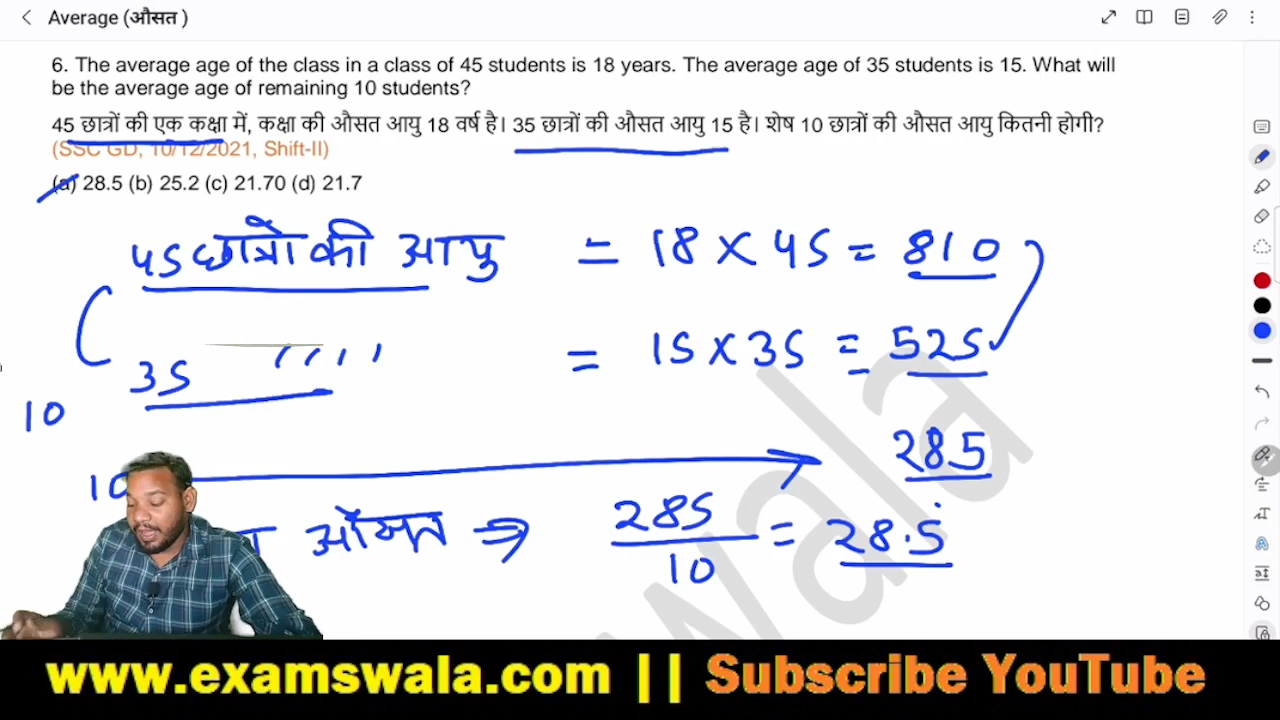 Average (औसत )
6. The average age of the class in a class of 45 students is 18 years. The average age of 35 students is 15. What will
be the average age of remaining 10 students?
45 छात्रों की एक कक्षा में, कक्षा की औसत आयु 18 वर्ष है। 35 छात्रों की औसत आयु 15 है। शेष 10 छात्रों की औसत आयु कितनी होगी?
(SSC GD, 10/12/2021, Shift-II)
(a) 28.5 (b) 25.2 (c) 21.70 (d) 21.7
45 छात्रों की आयु = 18 × 45 = 810
35 ,, ,, = 15 × 35 = 525
10
285
10
औसत ⇒ 285/10 = 28.5
wala
www.examswala.com || Subscribe YouTube